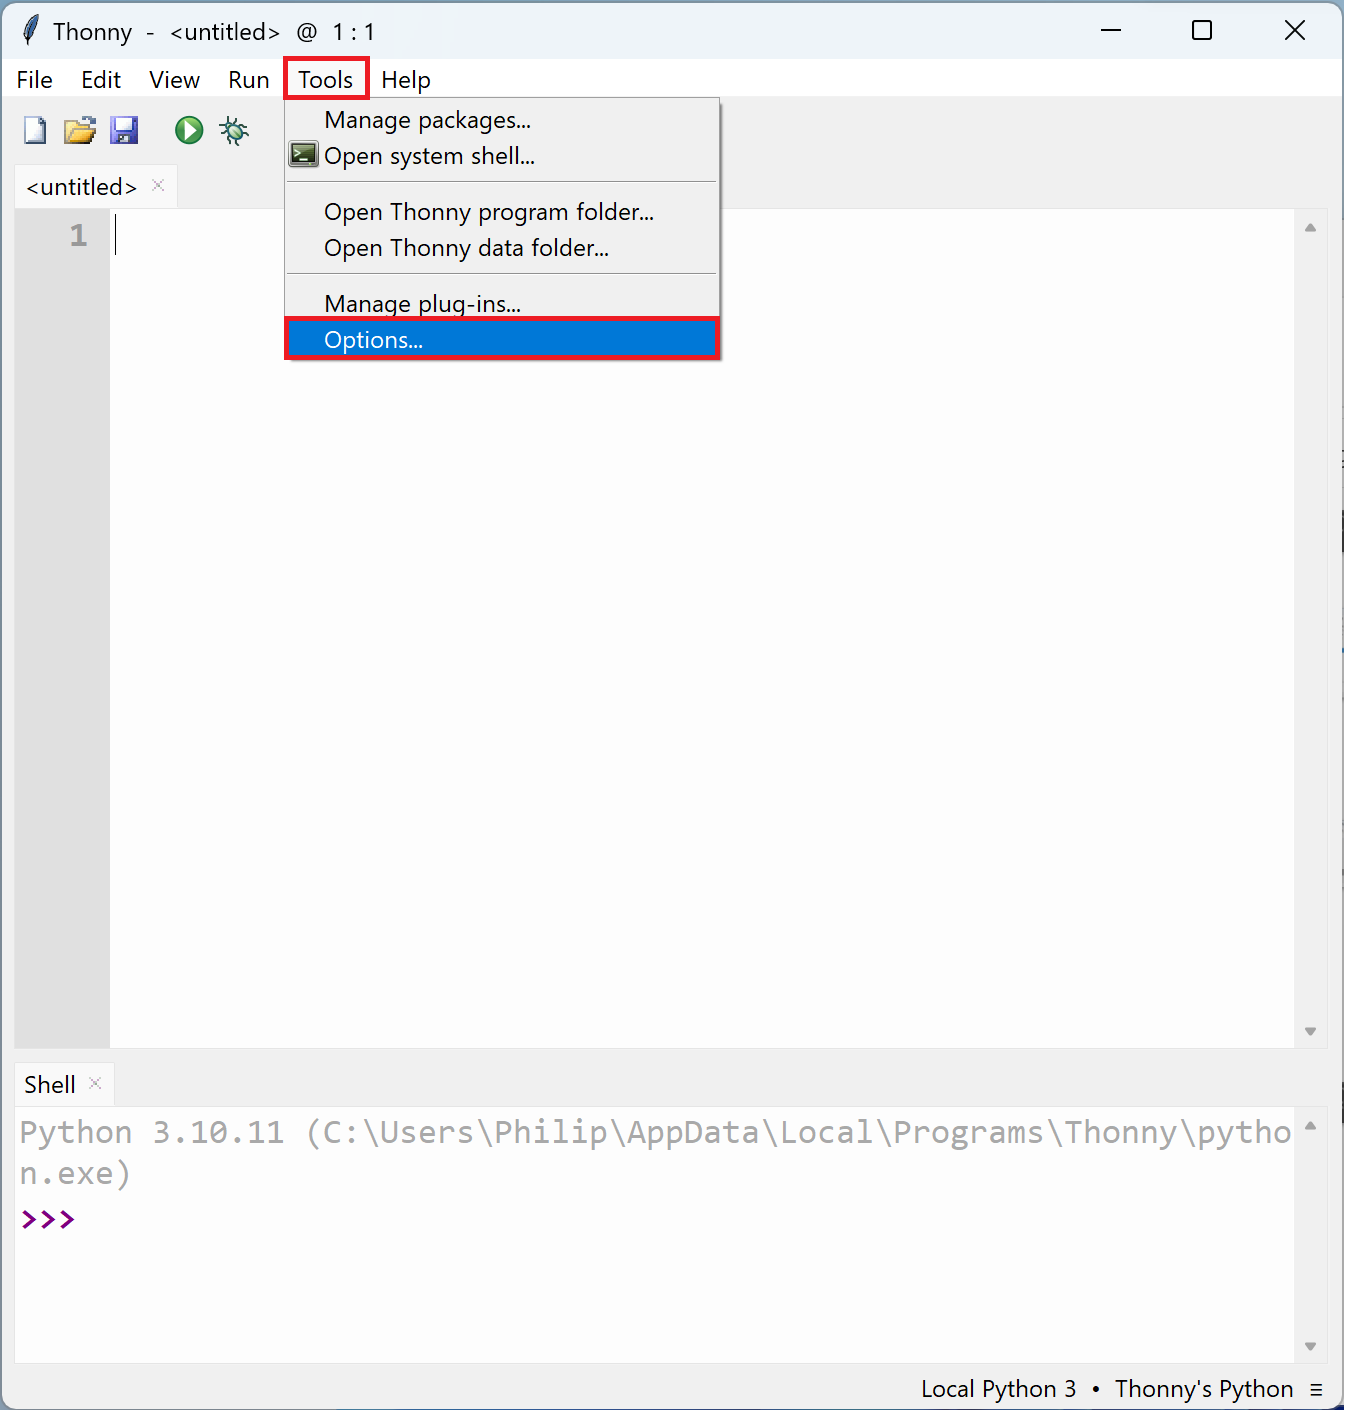 Thonny - <untitled> @ 1 : 1
File Edit View Run Tools Help
Manage packages...
Open system shell...
<untitled>
Open Thonny program folder...
1
Open Thonny data folder...
Manage plug-ins...
Options...
Shell
Python 3.10.11 (C:\Users\Philip\AppData\Local\Programs\Thonny\pytho
n.exe)
>>>
Local Python 3 • Thonny's Python ≡